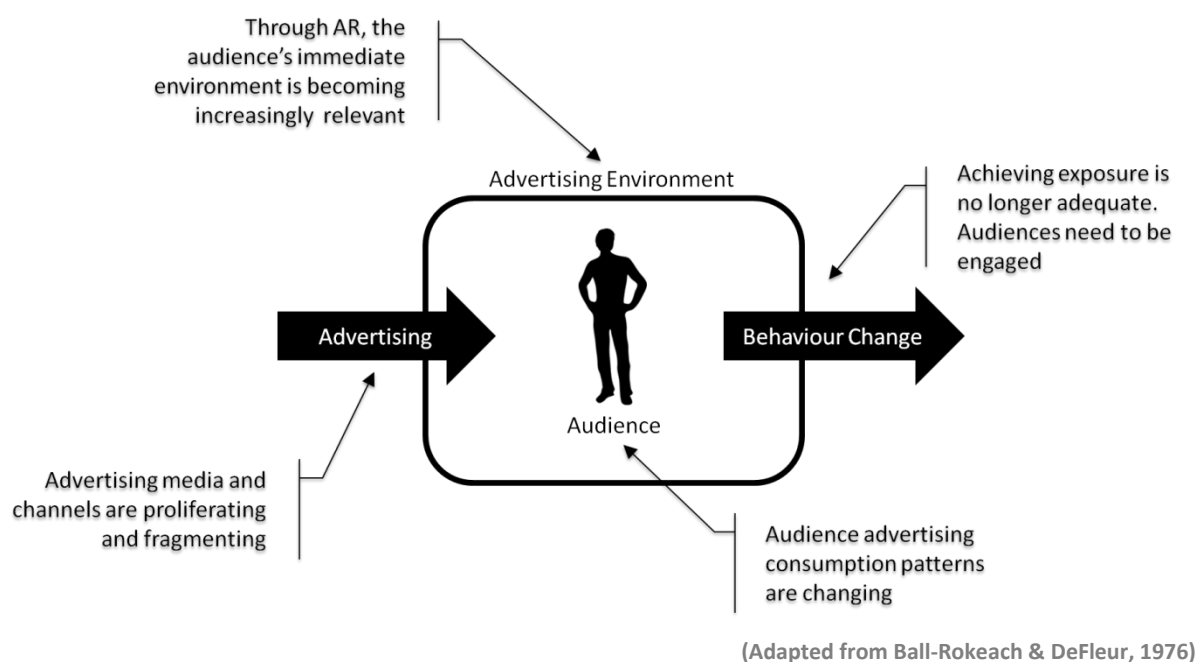 Through AR, the
audience's immediate
environment is becoming
increasingly relevant
Advertising Environment
Achieving exposure is
no longer adequate.
Audiences need to be
engaged
Advertising
Behaviour Change
Audience
Advertising media and
channels are proliferating
and fragmenting
Audience advertising
consumption patterns
are changing
(Adapted from Ball-Rokeach & DeFleur, 1976)